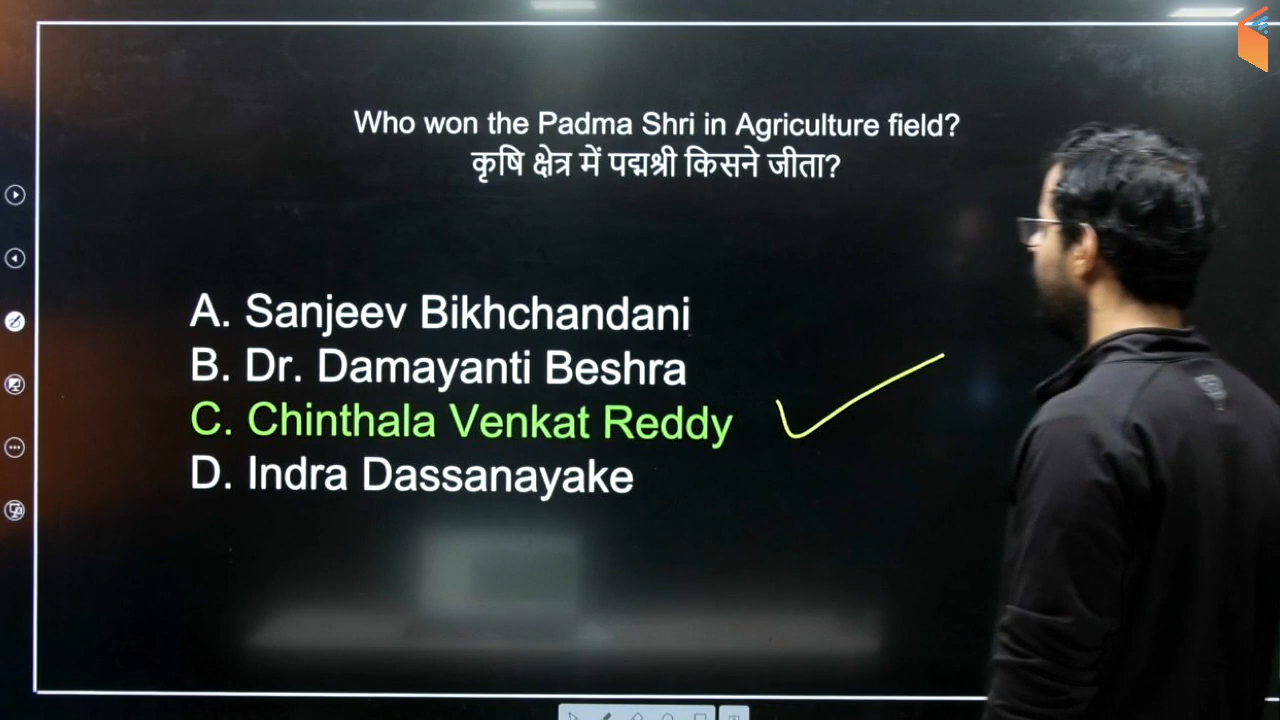 Who won the Padma Shri in Agriculture field?
कृषि क्षेत्र में पद्मश्री किसने जीता?
A. Sanjeev Bikhchandani
B. Dr. Damayanti Beshra
C. Chinthala Venkat Reddy
D. Indra Dassanayake